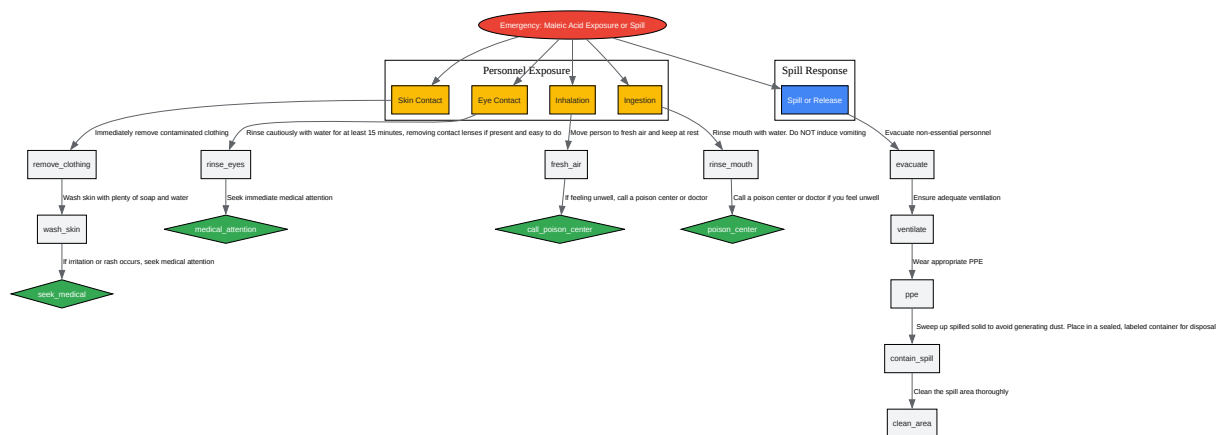 Emergency: Maleic Acid Exposure or Spill
Personnel Exposure
Spill Response
Skin Contact
Eye Contact
Inhalation
Ingestion
Spill or Release
Immediately remove contaminated clothing
Rinse cautiously with water for at least 15 minutes, removing contact lenses if present and easy to do
Move person to fresh air and keep at rest
Rinse mouth with water. Do NOT induce vomiting
Evacuate non-essential personnel
remove_clothing
rinse_eyes
fresh_air
rinse_mouth
evacuate
Wash skin with plenty of soap and water
Seek immediate medical attention
If feeling unwell, call a poison center or doctor
Call a poison center or doctor if you feel unwell
Ensure adequate ventilation
wash_skin
medical_attention
call_poison_center
poison_center
ventilate
If irritation or rash occurs, seek medical attention
Wear appropriate PPE
seek_medical
ppe
Sweep up spilled solid to avoid generating dust. Place in a sealed, labeled container for disposal
contain_spill
Clean the spill area thoroughly
clean_area